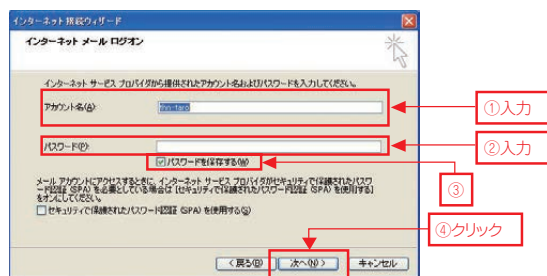 インターネット接続ウィザード
インターネット メール ログオン
インターネット サービス プロバイダから提供されたアカウント名およびパスワードを入力してください。
アカウント名(A):
thn-taro
①入力
パスワード(P):
②入力
パスワードを保存する(W)
③
メール アカウントにアクセスするときに、インターネット サービス プロバイダがセキュリティで保護されたパスワ
ード認証 (SPA) を必要としている場合は [セキュリティで保護されたパスワード認証 (SPA) を使用する]
をオンにしてください。
セキュリティで保護されたパスワード認証 (SPA) を使用する(S)
④クリック
< 戻る(B) 次へ(N) > キャンセル